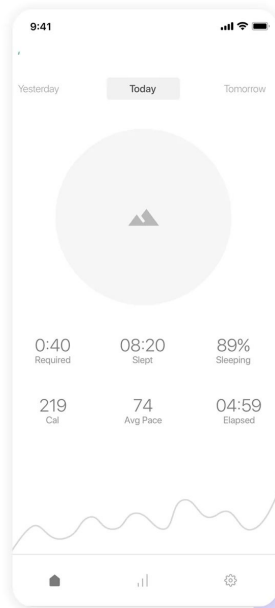 9:41
Yesterday Today Tomorrow
0:40 08:20 89%
Required Slept Sleeping
219 74 04:59
Cal Avg Pace Elapsed